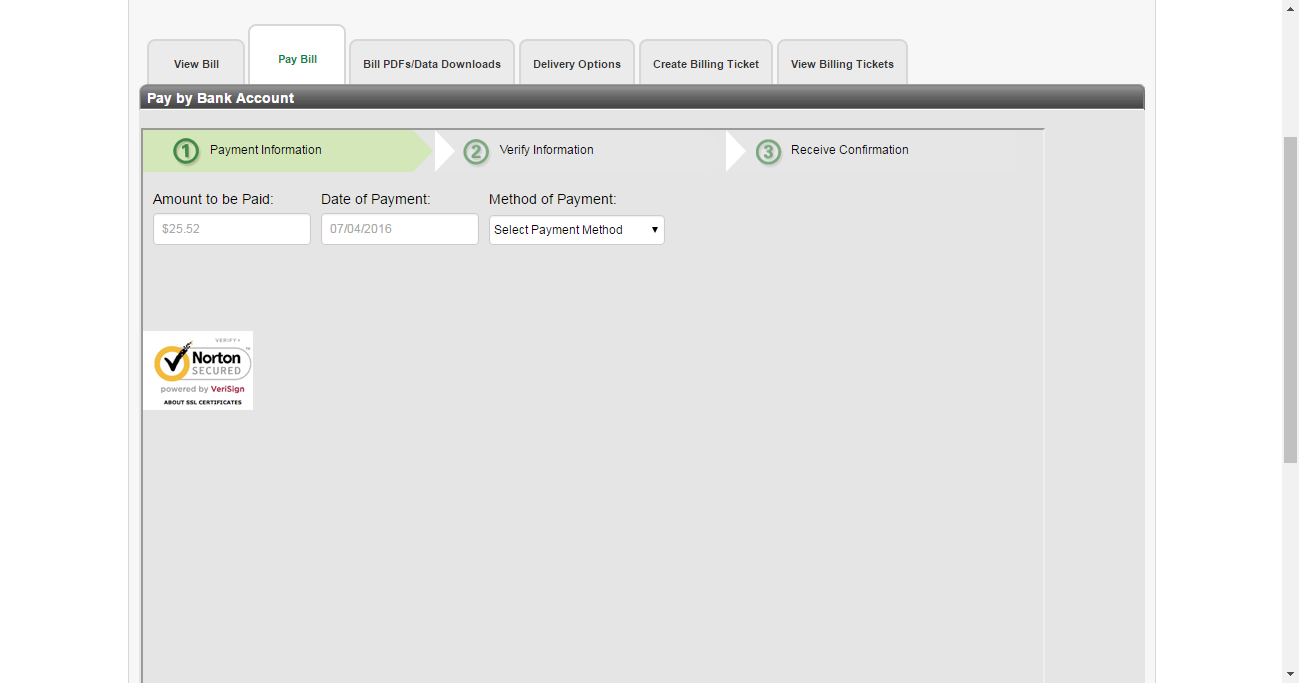 View Bill
Pay Bill
Bill PDFs/Data Downloads
Delivery Options
Create Billing Ticket
View Billing Tickets
Pay by Bank Account
1 Payment Information
2 Verify Information
3 Receive Confirmation
Amount to be Paid:
Date of Payment:
Method of Payment:
$25.52
07/04/2016
Select Payment Method
VERIFY▸
Norton™
SECURED
powered by VeriSign
ABOUT SSL CERTIFICATES